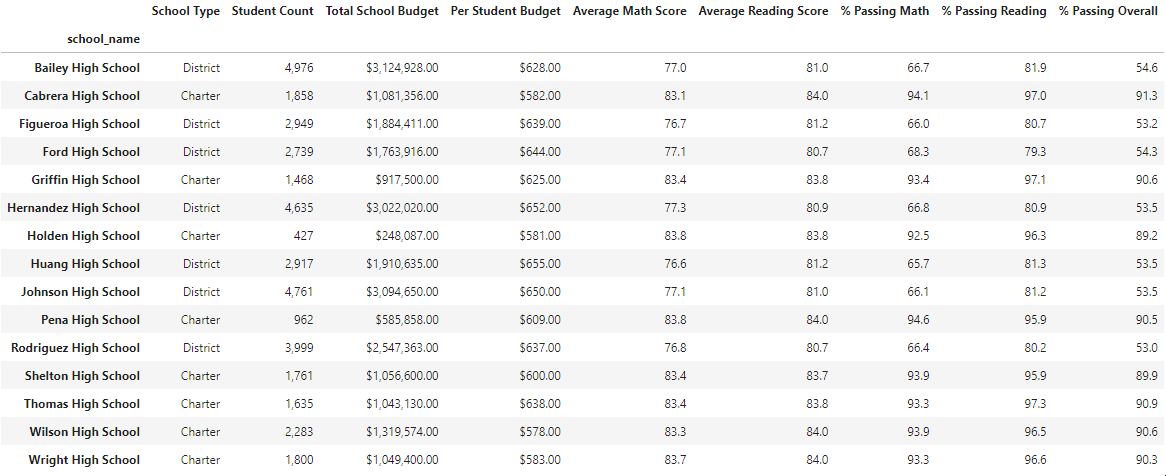 School Type Student Count Total School Budget Per Student Budget Average Math Score Average Reading Score % Passing Math % Passing Reading % Passing Overall
school_name
Bailey High School District 4,976 $3,124,928.00 $628.00 77.0 81.0 66.7 81.9 54.6
Cabrera High School Charter 1,858 $1,081,356.00 $582.00 83.1 84.0 94.1 97.0 91.3
Figueroa High School District 2,949 $1,884,411.00 $639.00 76.7 81.2 66.0 80.7 53.2
Ford High School District 2,739 $1,763,916.00 $644.00 77.1 80.7 68.3 79.3 54.3
Griffin High School Charter 1,468 $917,500.00 $625.00 83.4 83.8 93.4 97.1 90.6
Hernandez High School District 4,635 $3,022,020.00 $652.00 77.3 80.9 66.8 80.9 53.5
Holden High School Charter 427 $248,087.00 $581.00 83.8 83.8 92.5 96.3 89.2
Huang High School District 2,917 $1,910,635.00 $655.00 76.6 81.2 65.7 81.3 53.5
Johnson High School District 4,761 $3,094,650.00 $650.00 77.1 81.0 66.1 81.2 53.5
Pena High School Charter 962 $585,858.00 $609.00 83.8 84.0 94.6 95.9 90.5
Rodriguez High School District 3,999 $2,547,363.00 $637.00 76.8 80.7 66.4 80.2 53.0
Shelton High School Charter 1,761 $1,056,600.00 $600.00 83.4 83.7 93.9 95.9 89.9
Thomas High School Charter 1,635 $1,043,130.00 $638.00 83.4 83.8 93.3 97.3 90.9
Wilson High School Charter 2,283 $1,319,574.00 $578.00 83.3 84.0 93.9 96.5 90.6
Wright High School Charter 1,800 $1,049,400.00 $583.00 83.7 84.0 93.3 96.6 90.3